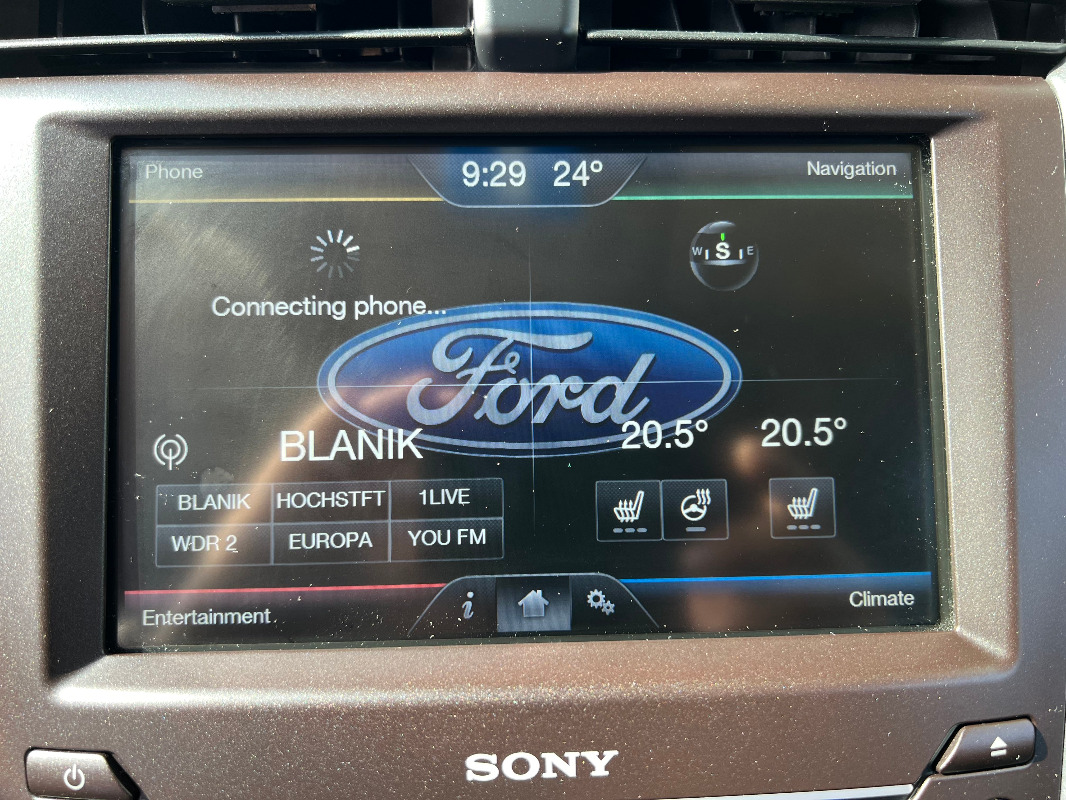 Phone 9:29 24° Navigation
W S E
Connecting phone...
Ford
BLANIK 20.5° 20.5°
BLANIK HOCHSTFT 1LIVE
WDR 2 EUROPA YOU FM
Entertainment i Climate
SONY